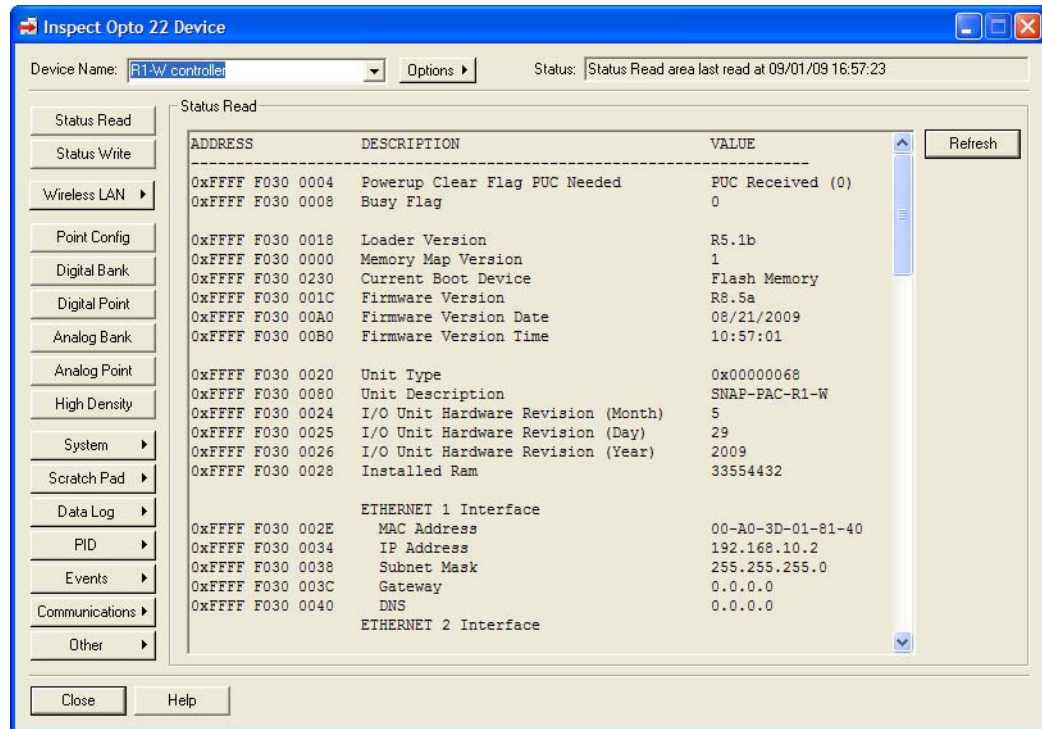 Inspect Opto 22 Device
Device Name: R1-W controller Options Status: Status Read area last read at 09/01/09 16:57:23
Status Read
Status Write
Wireless LAN
Point Config
Digital Bank
Digital Point
Analog Bank
Analog Point
High Density
System
Scratch Pad
Data Log
PID
Events
Communications
Other
Status Read
ADDRESS DESCRIPTION VALUE
--------------------------------------------------------------------
0xFFFF F030 0004 Powerup Clear Flag PUC Needed PUC Received (0)
0xFFFF F030 0008 Busy Flag 0
0xFFFF F030 0018 Loader Version R5.1b
0xFFFF F030 0000 Memory Map Version 1
0xFFFF F030 0230 Current Boot Device Flash Memory
0xFFFF F030 001C Firmware Version R8.5a
0xFFFF F030 00A0 Firmware Version Date 08/21/2009
0xFFFF F030 00B0 Firmware Version Time 10:57:01
0xFFFF F030 0020 Unit Type 0x00000068
0xFFFF F030 0080 Unit Description SNAP-PAC-R1-W
0xFFFF F030 0024 I/O Unit Hardware Revision (Month) 5
0xFFFF F030 0025 I/O Unit Hardware Revision (Day) 29
0xFFFF F030 0026 I/O Unit Hardware Revision (Year) 2009
0xFFFF F030 0028 Installed Ram 33554432
ETHERNET 1 Interface
0xFFFF F030 002E MAC Address 00-A0-3D-01-81-40
0xFFFF F030 0034 IP Address 192.168.10.2
0xFFFF F030 0038 Subnet Mask 255.255.255.0
0xFFFF F030 003C Gateway 0.0.0.0
0xFFFF F030 0040 DNS 0.0.0.0
ETHERNET 2 Interface
Refresh
Close Help